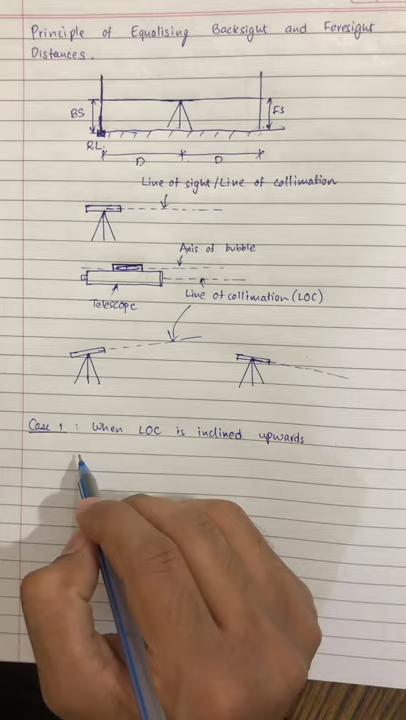 Principle of Equalising Backsight and Foresight
Distances.
BS
FS
RL.
D
D
Line of sight/Line of collimation
Axis of bubble
Telescope
Line of collimation (LOC)
Case 1 : When LOC is inclined upwards